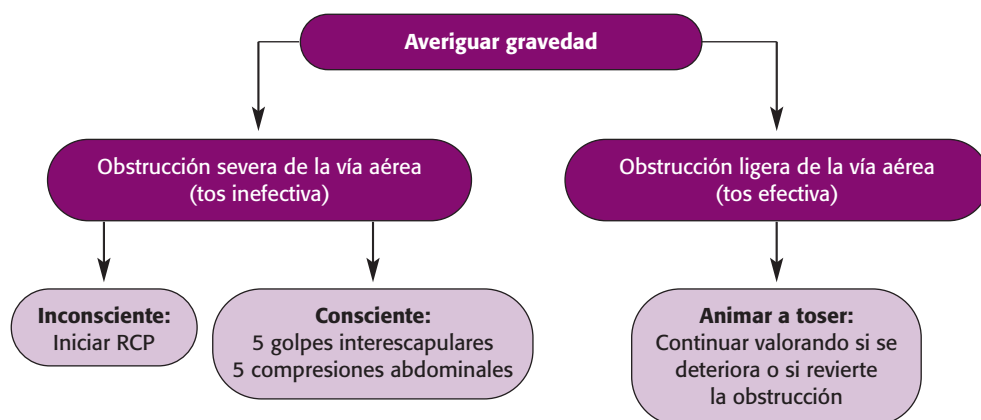 Averiguar gravedad
Obstrucción severa de la vía aérea
(tos inefectiva)
Obstrucción ligera de la vía aérea
(tos efectiva)
Inconsciente:
Iniciar RCP
Consciente:
5 golpes interescapulares
5 compresiones abdominales
Animar a toser:
Continuar valorando si se
deteriora o si revierte
la obstrucción